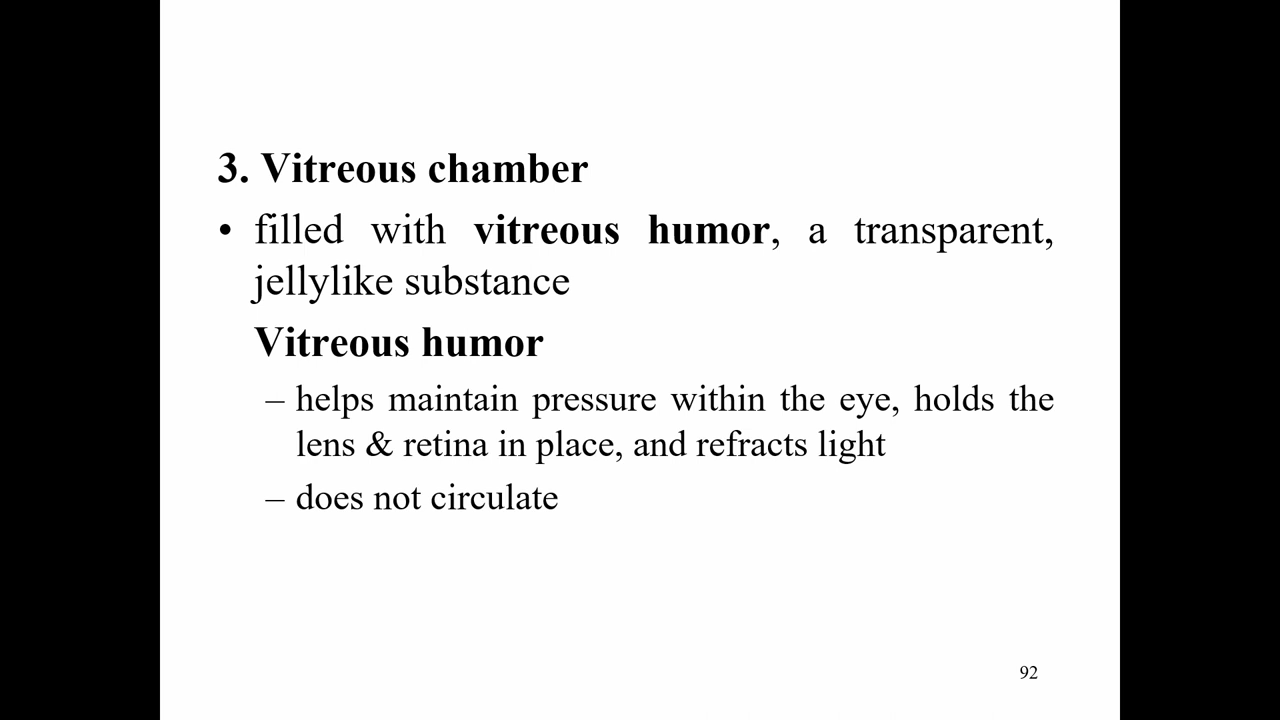 3. Vitreous chamber
• filled with vitreous humor, a transparent,
jellylike substance
Vitreous humor
– helps maintain pressure within the eye, holds the
lens & retina in place, and refracts light
– does not circulate
92